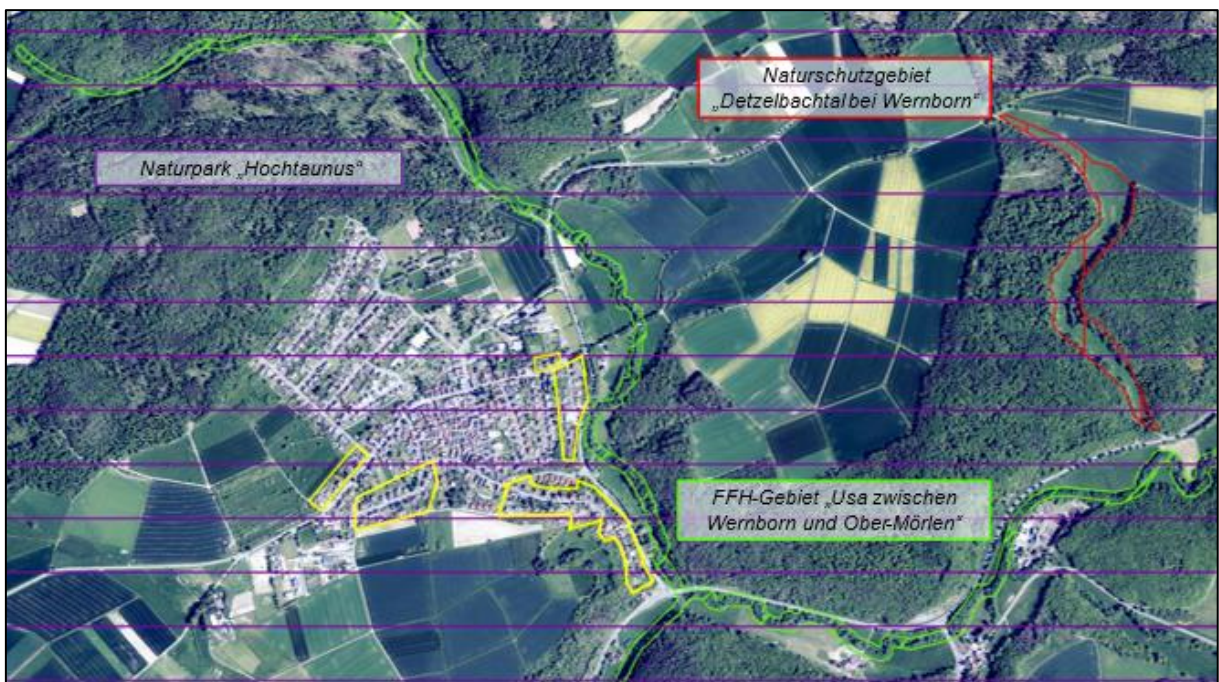 Naturschutzgebiet
„Detzelbachtal bei Wernborn“
Naturpark „Hochtaunus“
FFH-Gebiet „Usa zwischen
Wernborn und Ober-Mörlen“